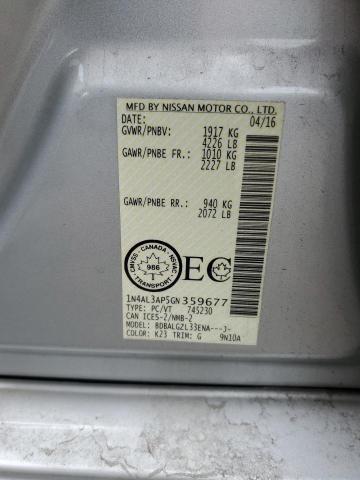 MFD BY NISSAN MOTOR CO., LTD.
DATE: 04/16
GVWR/PNBV: 1917 KG
4226 LB
GAWR/PNBE FR.: 1010 KG
2227 LB
GAWR/PNBE RR.: 940 KG
2072 LB
CANADA
CMVSS NSVAC
986
TRANSPORT
EC
1N4AL3AP5GN359677
TYPE: PC/VT 745230
CAN ICES-2/NMB-2
MODEL: BDBALGZL33ENA---J-
COLOR: K23 TRIM: G 9N10A